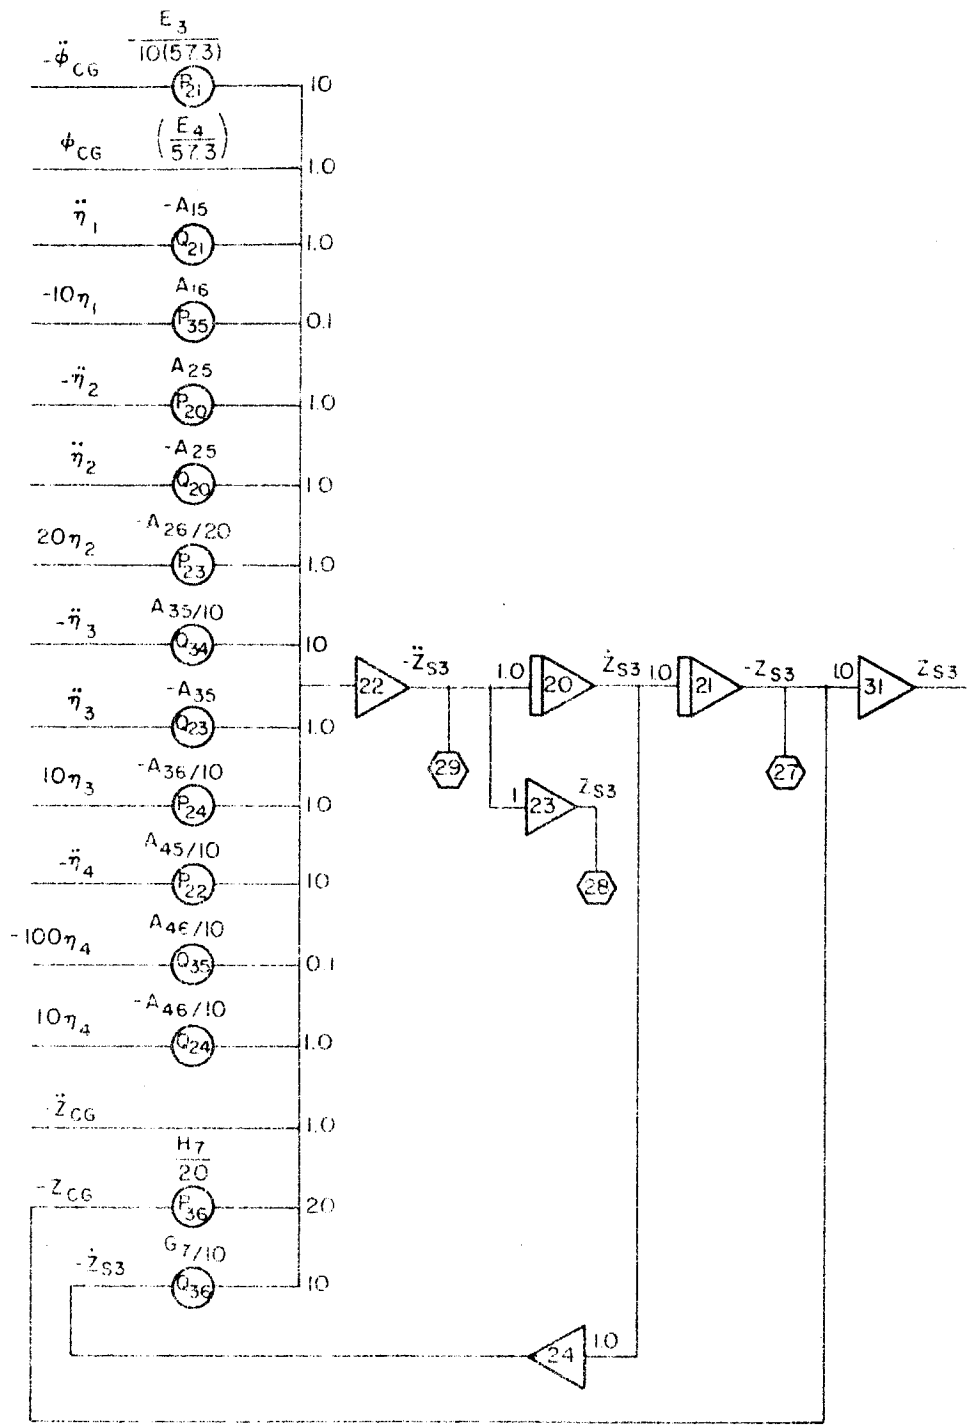 -φ̈CG -E3/10(57.3) P21 10
φCG (E4/57.3) 1.0
η̈1 -A15 Q21 1.0
-10η1 A16 P35 0.1
-η̈2 A25 P20 1.0
η̈2 -A25 Q20 1.0
20η2 -A26/20 P23 1.0
-η̈3 A35/10 Q34 10
η̈3 -A35 Q23 1.0
10η3 -A36/10 P24 1.0
-η̈4 A45/10 P22 10
-100η4 A46/10 Q35 0.1
10η4 -A46/10 Q24 1.0
-Z̈CG 1.0
-ZCG H7/20 P36 20
-ŻS3 G7/10 Q36 10
22 -Z̈S3 1.0 20 ŻS3 1.0 21 -ZS3 1.0 31 ZS3
29 27
1 23 ZS3
28
24 1.0